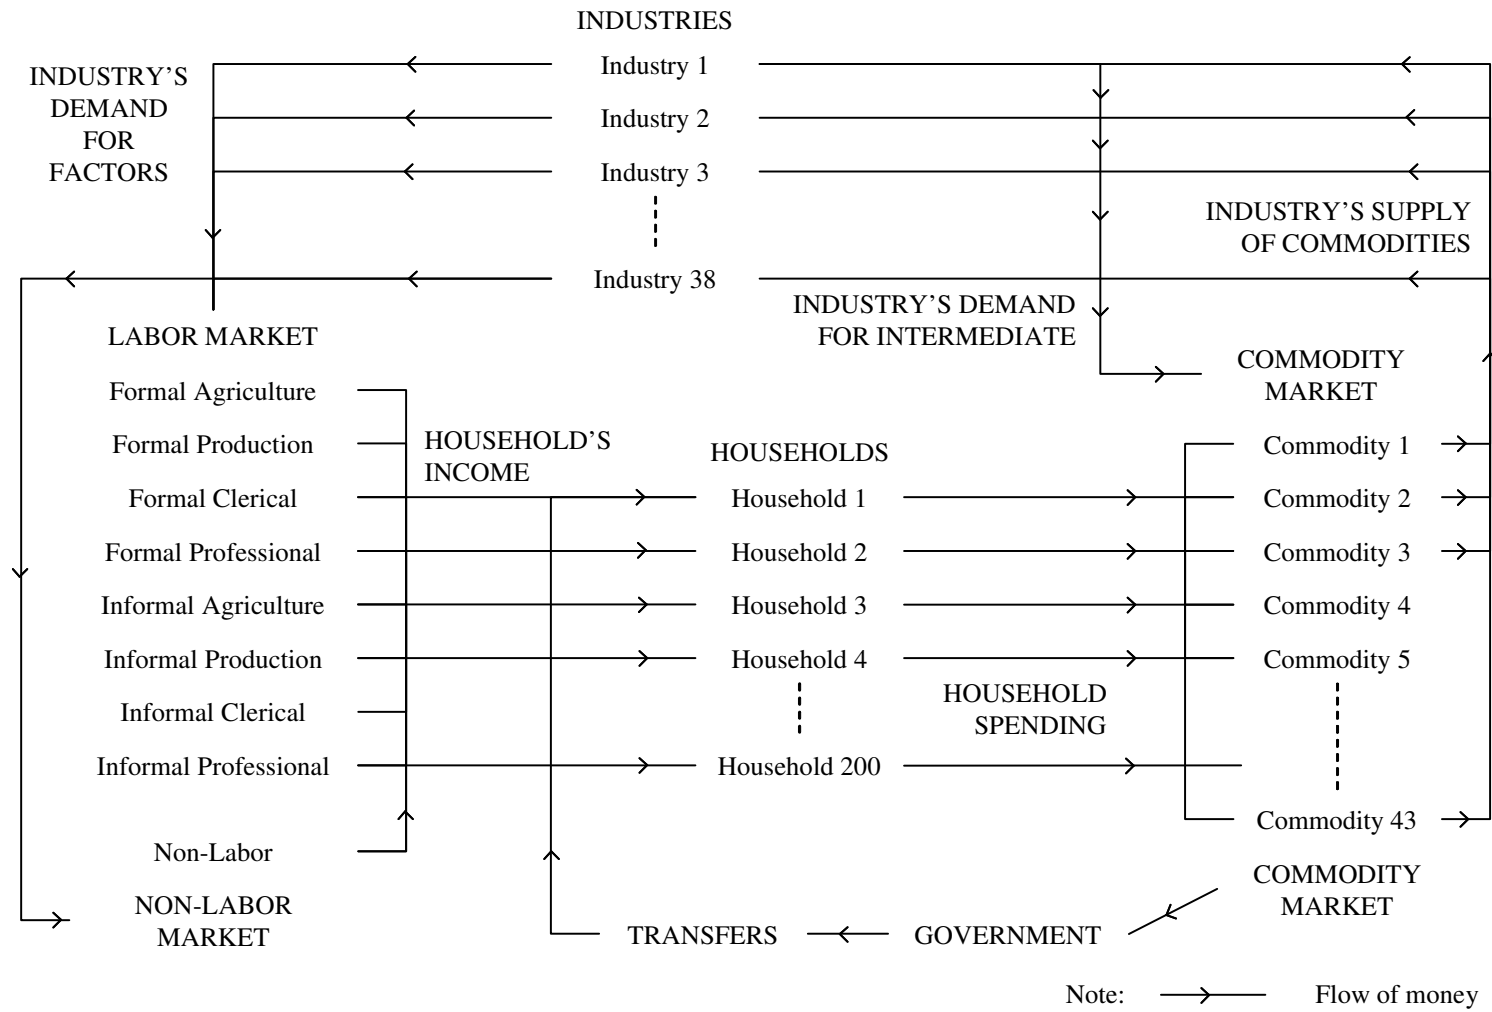 INDUSTRIES
INDUSTRY’S
DEMAND
FOR
FACTORS
Industry 1
Industry 2
Industry 3
Industry 38
INDUSTRY’S SUPPLY
OF COMMODITIES
INDUSTRY’S DEMAND
FOR INTERMEDIATE
LABOR MARKET
Formal Agriculture
Formal Production
Formal Clerical
Formal Professional
Informal Agriculture
Informal Production
Informal Clerical
Informal Professional
Non-Labor
NON-LABOR
MARKET
HOUSEHOLD’S
INCOME
HOUSEHOLDS
Household 1
Household 2
Household 3
Household 4
Household 200
HOUSEHOLD
SPENDING
COMMODITY
MARKET
Commodity 1
Commodity 2
Commodity 3
Commodity 4
Commodity 5
Commodity 43
COMMODITY
MARKET
TRANSFERS
GOVERNMENT
Note:
Flow of money